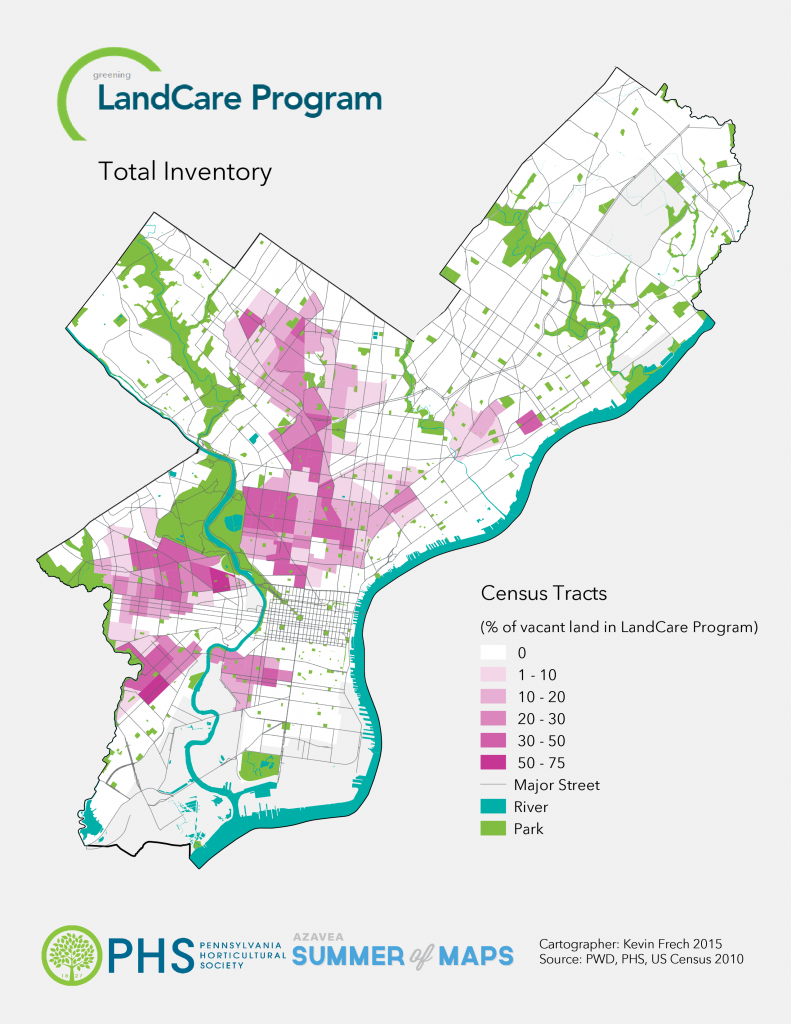 greening
LandCare Program
Total Inventory
Census Tracts
(% of vacant land in LandCare Program)
0
1 - 10
10 - 20
20 - 30
30 - 50
50 - 75
Major Street
River
Park
1827
PHS
PENNSYLVANIA
HORTICULTURAL
SOCIETY
AZAVEA
SUMMER of MAPS
Cartographer: Kevin Frech 2015
Source: PWD, PHS, US Census 2010